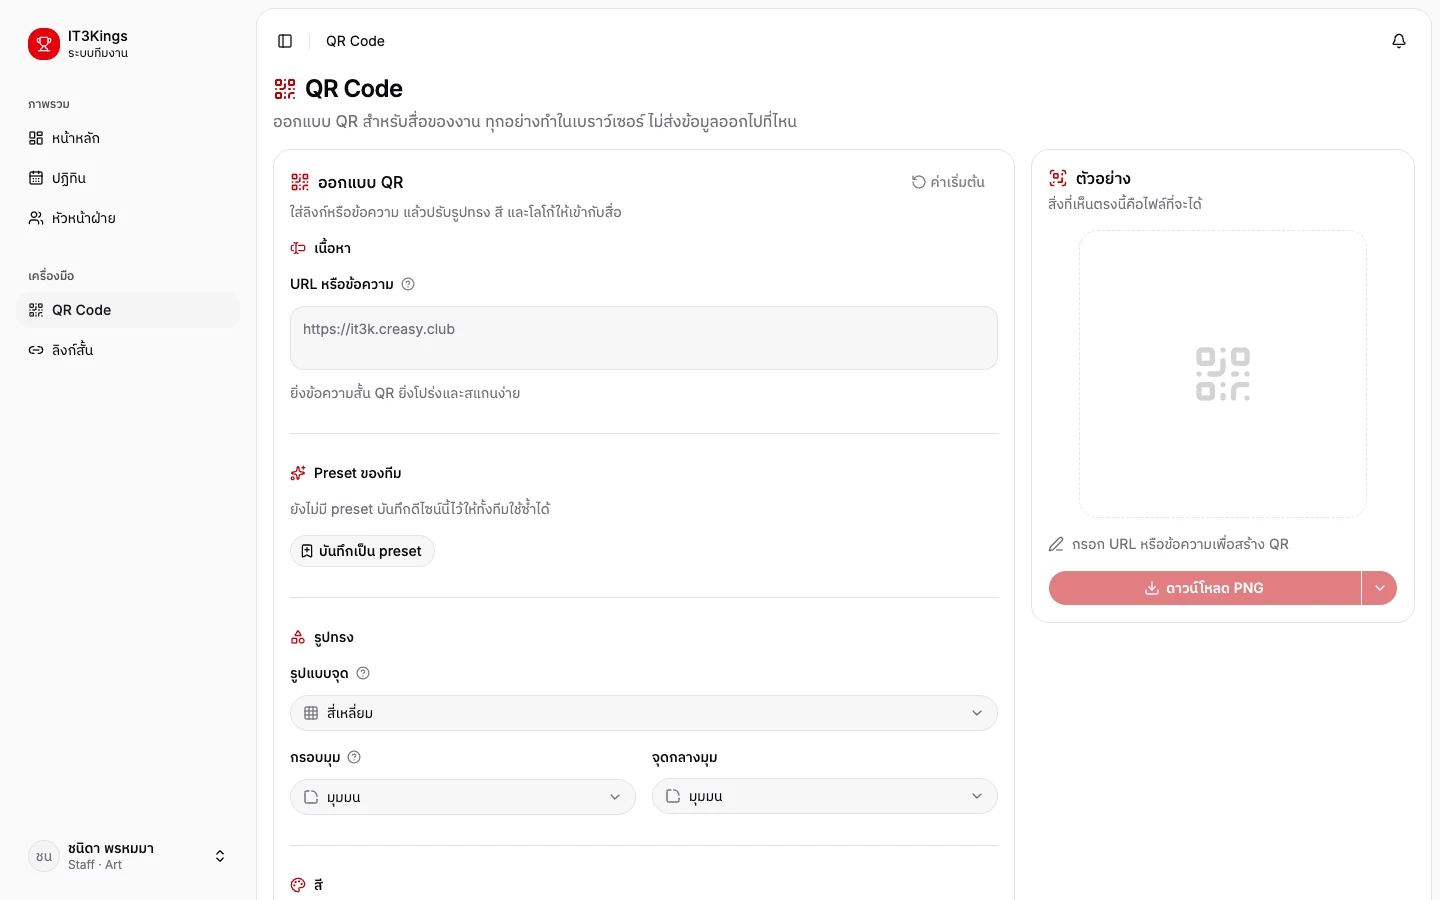 IT3Kings
ระบบทีมงาน
ภาพรวม
หน้าหลัก
ปฏิทิน
หัวหน้าฝ่าย
เครื่องมือ
QR Code
ลิงก์สั้น
ชน
ชนิดา พรหมมา
Staff · Art
QR Code
QR Code
ออกแบบ QR สำหรับสื่อของงาน ทุกอย่างทำในเบราว์เซอร์ ไม่ส่งข้อมูลออกไปที่ไหน
ออกแบบ QR
ค่าเริ่มต้น
ใส่ลิงก์หรือข้อความ แล้วปรับรูปทรง สี และโลโก้ให้เข้ากับสื่อ
เนื้อหา
URL หรือข้อความ
https://it3k.creasy.club
ยิ่งข้อความสั้น QR ยิ่งโปร่งและสแกนง่าย
Preset ของทีม
ยังไม่มี preset บันทึกดีไซน์นี้ไว้ให้ทั้งทีมใช้ซ้ำได้
บันทึกเป็น preset
รูปทรง
รูปแบบจุด
สี่เหลี่ยม
กรอบมุม
จุดกลางมุม
มุมมน
มุมมน
สี
ตัวอย่าง
สิ่งที่เห็นตรงนี้คือไฟล์ที่จะได้
กรอก URL หรือข้อความเพื่อสร้าง QR
ดาวน์โหลด PNG